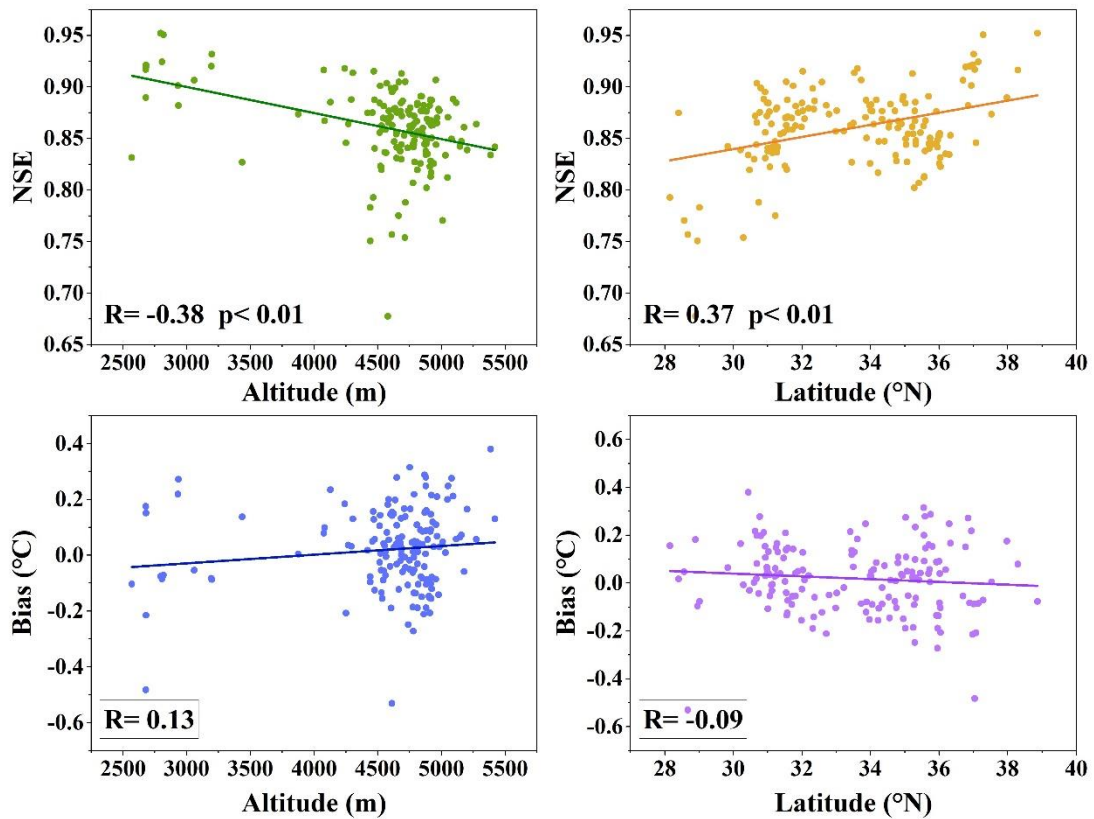 NSE
0.95
0.90
0.85
0.80
0.75
0.70
0.65
R= -0.38 p< 0.01
2500 3000 3500 4000 4500 5000 5500
Altitude (m)
NSE
0.95
0.90
0.85
0.80
0.75
0.70
0.65
R= 0.37 p< 0.01
28 30 32 34 36 38 40
Latitude (°N)
Bias (°C)
0.4
0.2
0.0
-0.2
-0.4
-0.6
R= 0.13
2500 3000 3500 4000 4500 5000 5500
Altitude (m)
Bias (°C)
0.6
0.4
0.2
0.0
-0.2
-0.4
-0.6
R= -0.09
28 30 32 34 36 38 40
Latitude (°N)